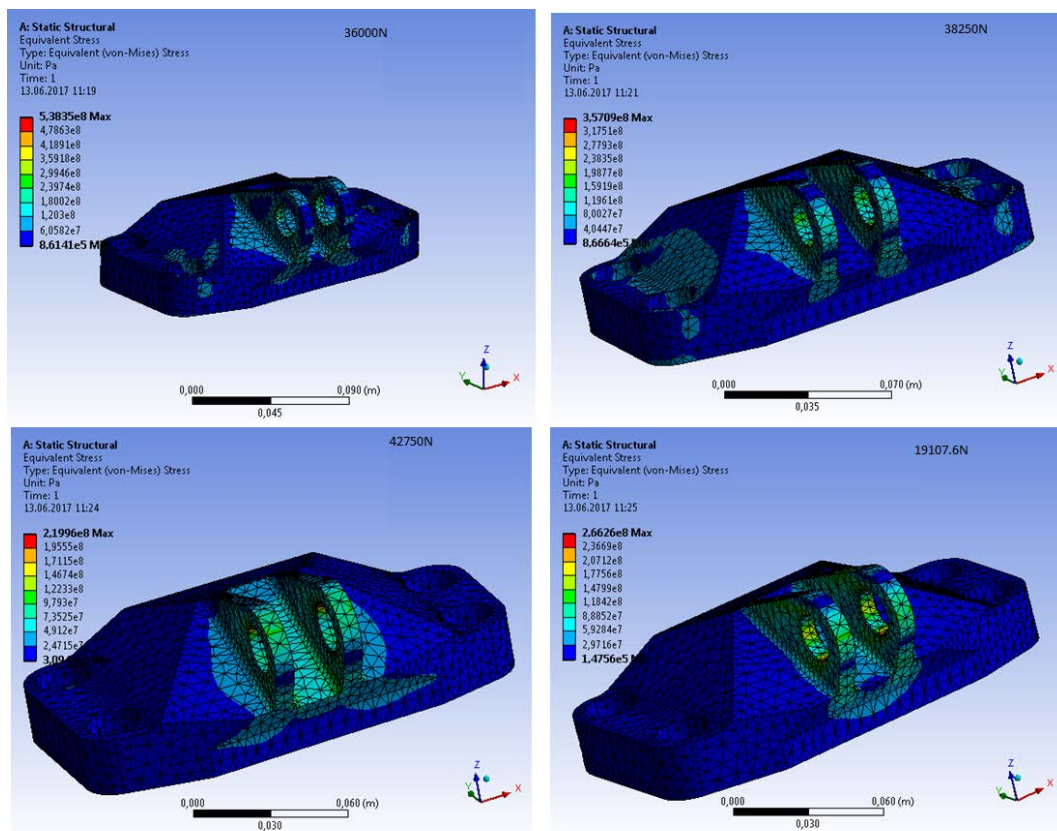 A: Static Structural
Equivalent Stress
Type: Equivalent (von-Mises) Stress
Unit: Pa
Time: 1
13.06.2017 11:19
36000N
5,3835e8 Max
4,7863e8
4,1891e8
3,5918e8
2,9946e8
2,3974e8
1,8002e8
1,203e8
6,0582e7
8,6141e5
Z
Y
X
0,000
0,090 (m)
0,045
A: Static Structural
Equivalent Stress
Type: Equivalent (von-Mises) Stress
Unit: Pa
Time: 1
13.06.2017 11:21
38250N
3,5709e8 Max
3,1751e8
2,7793e8
2,3835e8
1,9877e8
1,5919e8
1,1961e8
8,0027e7
4,0447e7
8,6664e5
Z
Y
X
0,000
0,070 (m)
0,035
A: Static Structural
Equivalent Stress
Type: Equivalent (von-Mises) Stress
Unit: Pa
Time: 1
13.06.2017 11:24
42750N
2,1996e8 Max
1,9555e8
1,7115e8
1,4674e8
1,2233e8
9,793e7
7,3525e7
4,912e7
2,4715e7
Z
Y
X
0,000
0,060 (m)
0,030
A: Static Structural
Equivalent Stress
Type: Equivalent (von-Mises) Stress
Unit: Pa
Time: 1
13.06.2017 11:25
19107.6N
2,6626e8 Max
2,3669e8
2,0712e8
1,7756e8
1,4799e8
1,1842e8
8,8852e7
5,9284e7
2,9716e7
1,4756e5
Z
Y
X
0,000
0,060 (m)
0,030